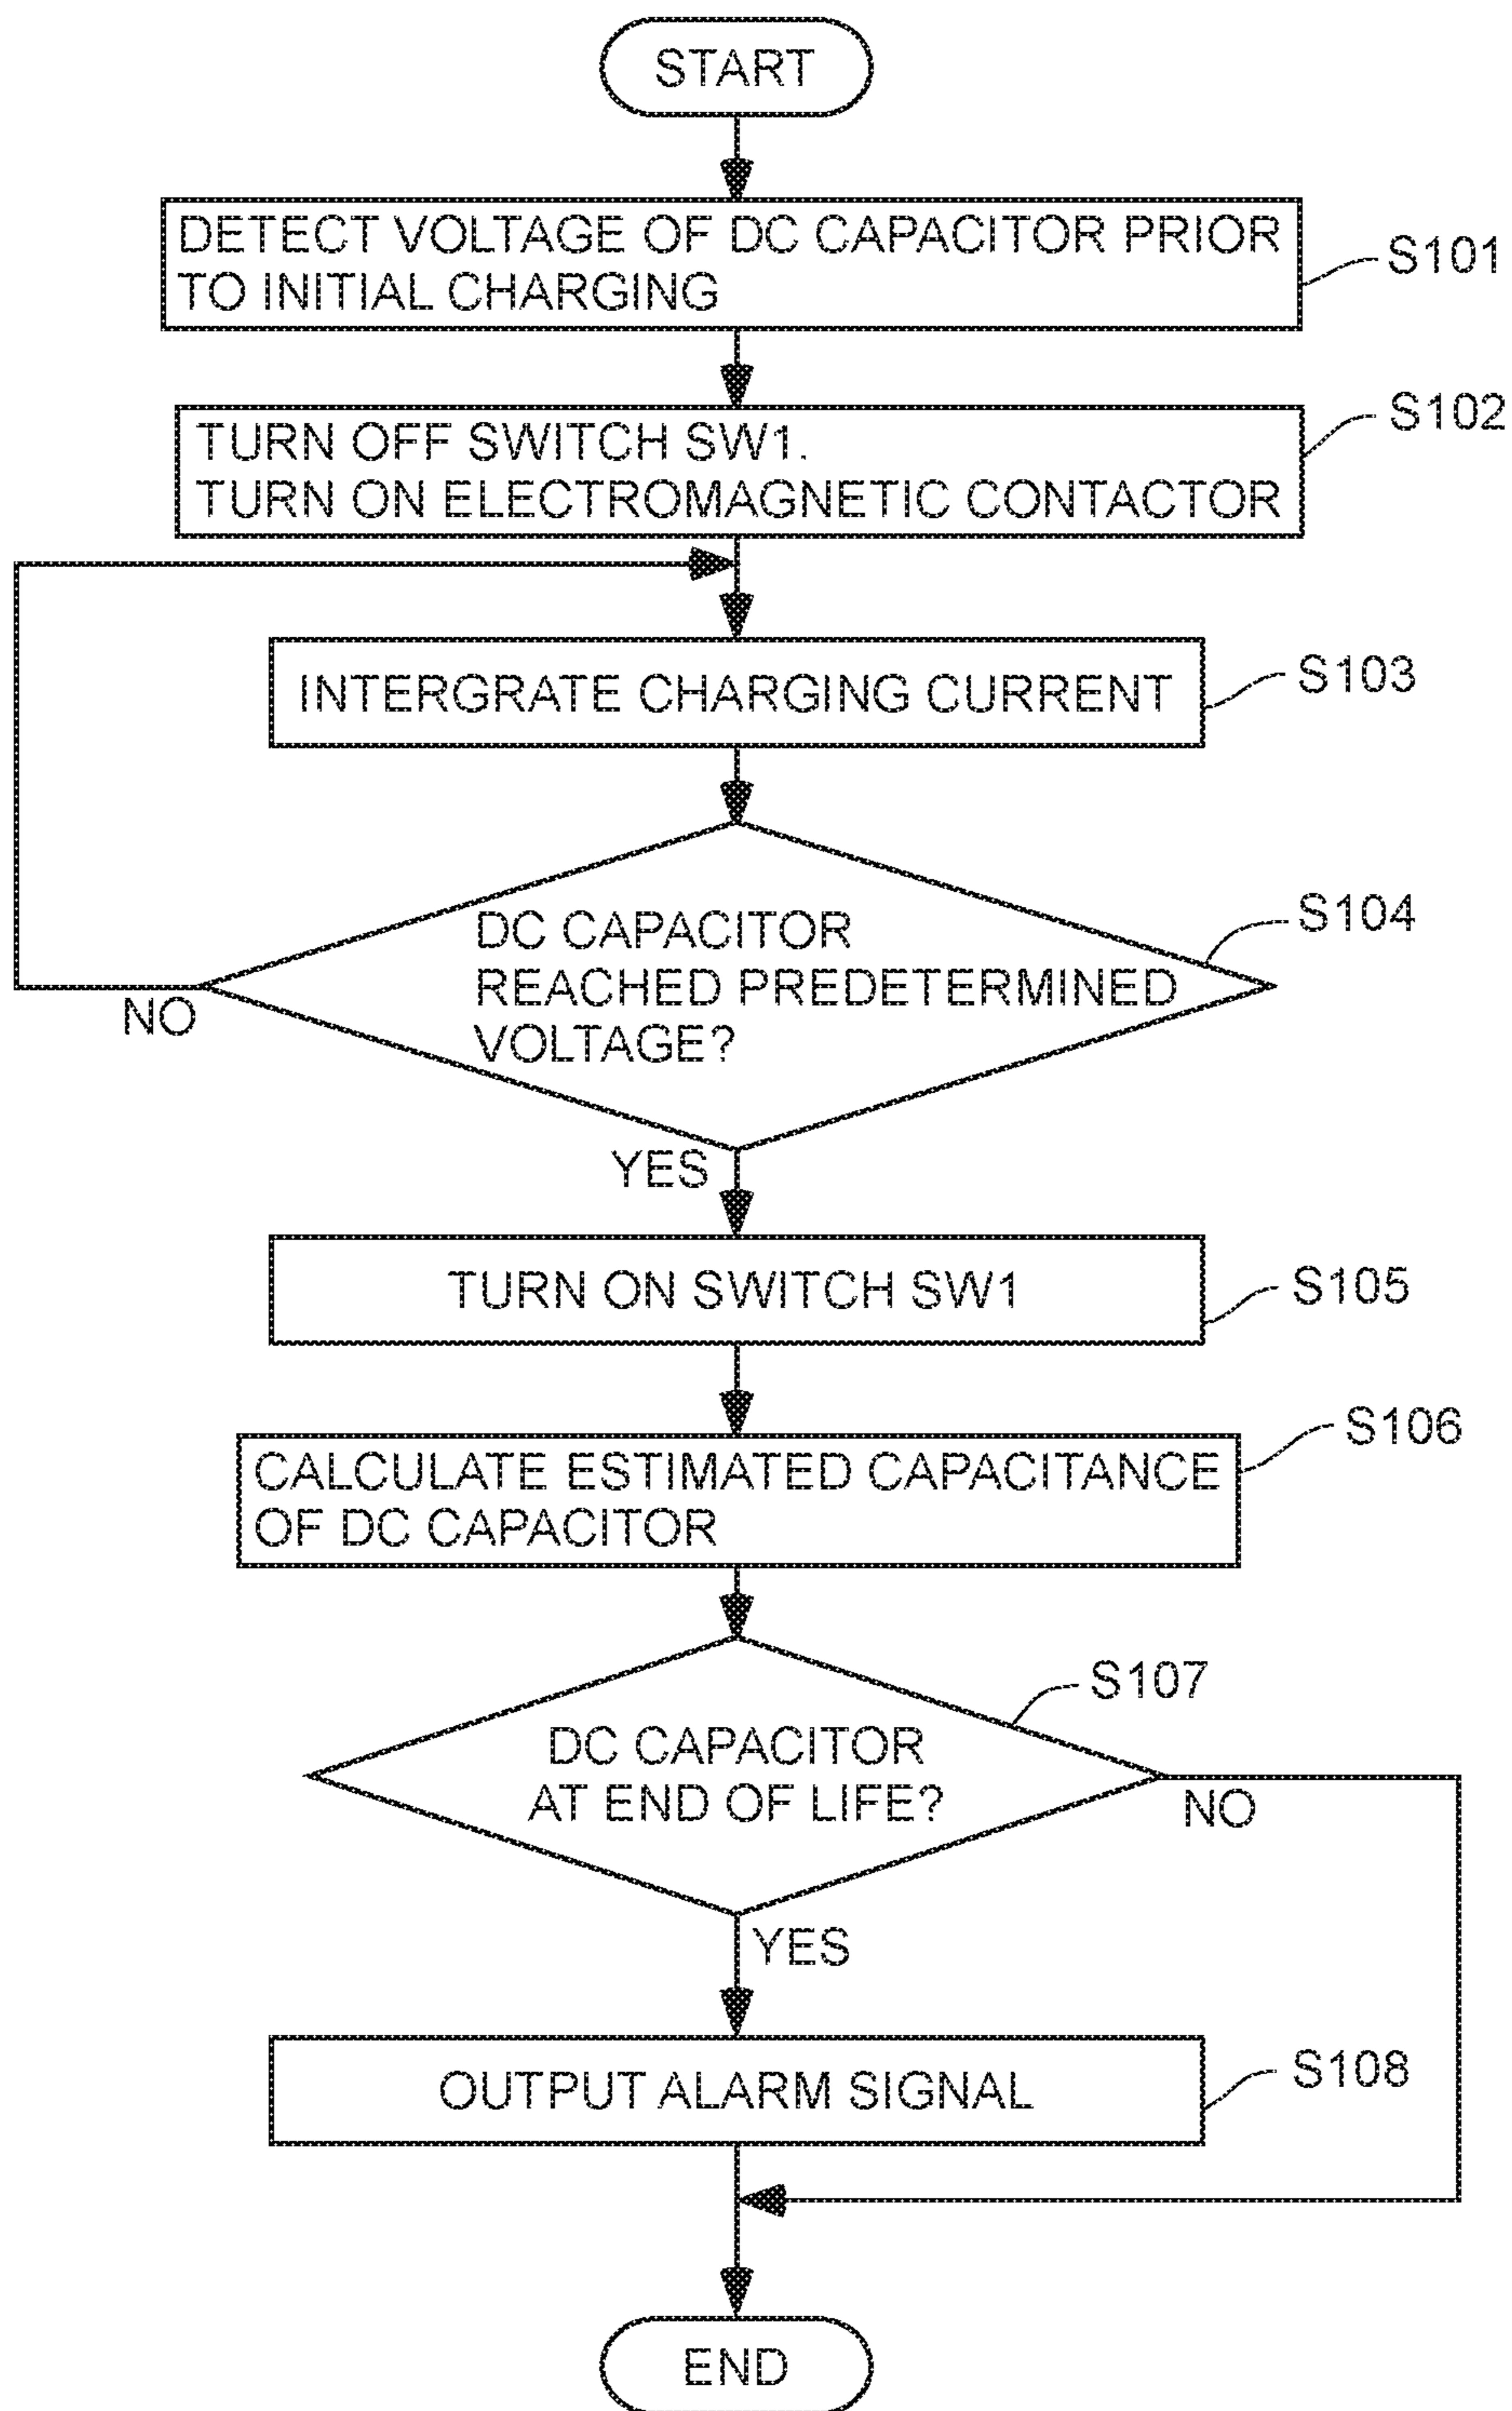 START
DETECT VOLTAGE OF DC CAPACITOR PRIOR
TO INITIAL CHARGING
S101
TURN OFF SWITCH SW1.
TURN ON ELECTROMAGNETIC CONTACTOR
S102
INTERGRATE CHARGING CURRENT
S103
DC CAPACITOR
REACHED PREDETERMINED
VOLTAGE?
S104
NO
YES
TURN ON SWITCH SW1
S105
CALCULATE ESTIMATED CAPACITANCE
OF DC CAPACITOR
S106
DC CAPACITOR
AT END OF LIFE?
S107
NO
YES
OUTPUT ALARM SIGNAL
S108
END